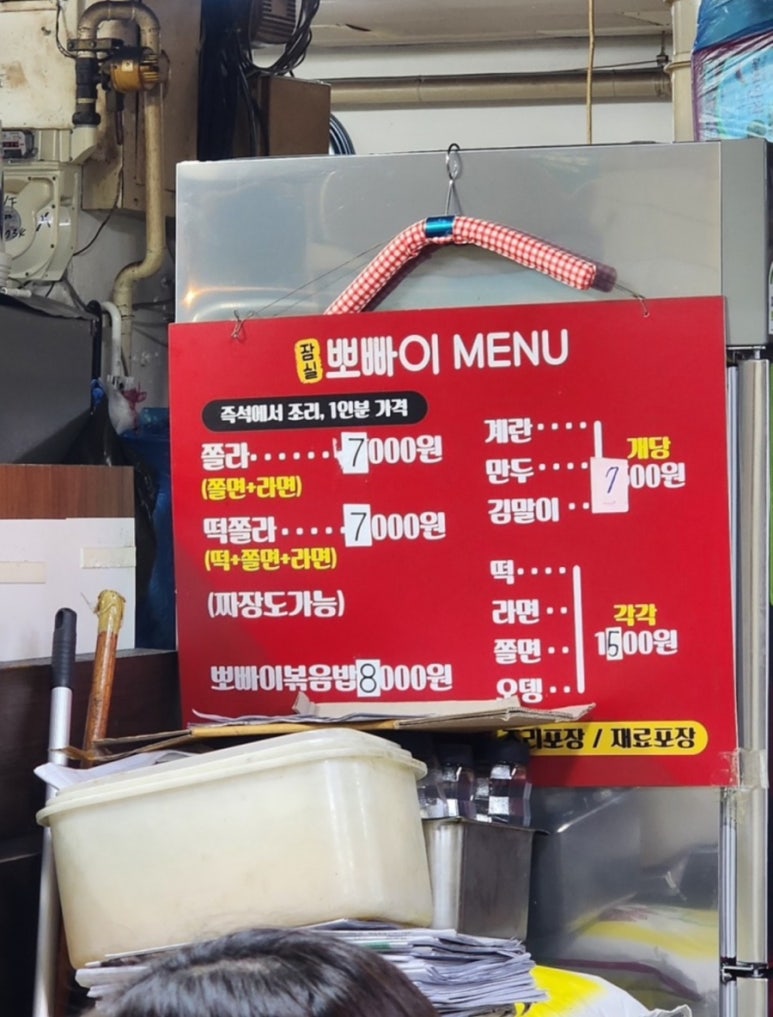 잠실 뽀빠이 MENU
즉석에서 조리, 1인분 가격
쫄라······7000원
(쫄면+라면)
떡쫄라·····7000원
(떡+쫄면+라면)
(짜장도가능)
뽀빠이볶음밥8000원
계란····
만두····
김말이··
개당
700원
떡····
라면··
쫄면··
오뎅··
각각
1500원
조리포장 / 재료포장